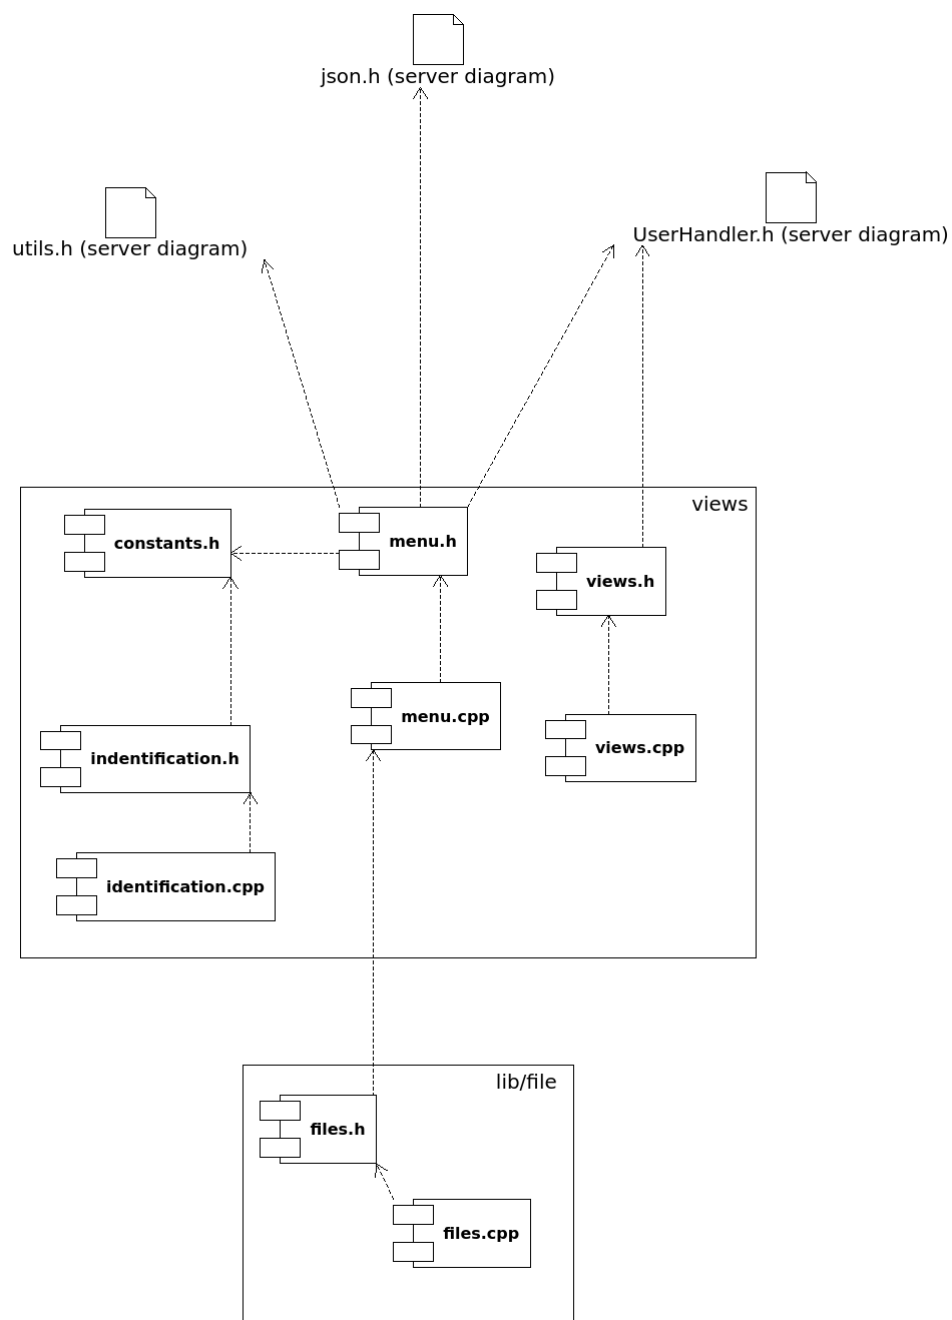 json.h (server diagram)
utils.h (server diagram)
UserHandler.h (server diagram)
views
constants.h
menu.h
views.h
menu.cpp
views.cpp
indentification.h
identification.cpp
lib/file
files.h
files.cpp